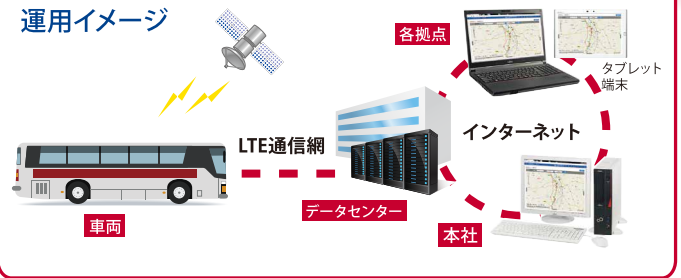 運用イメージ
各拠点
タブレット
端末
LTE通信網
インターネット
データセンター
車両
本社